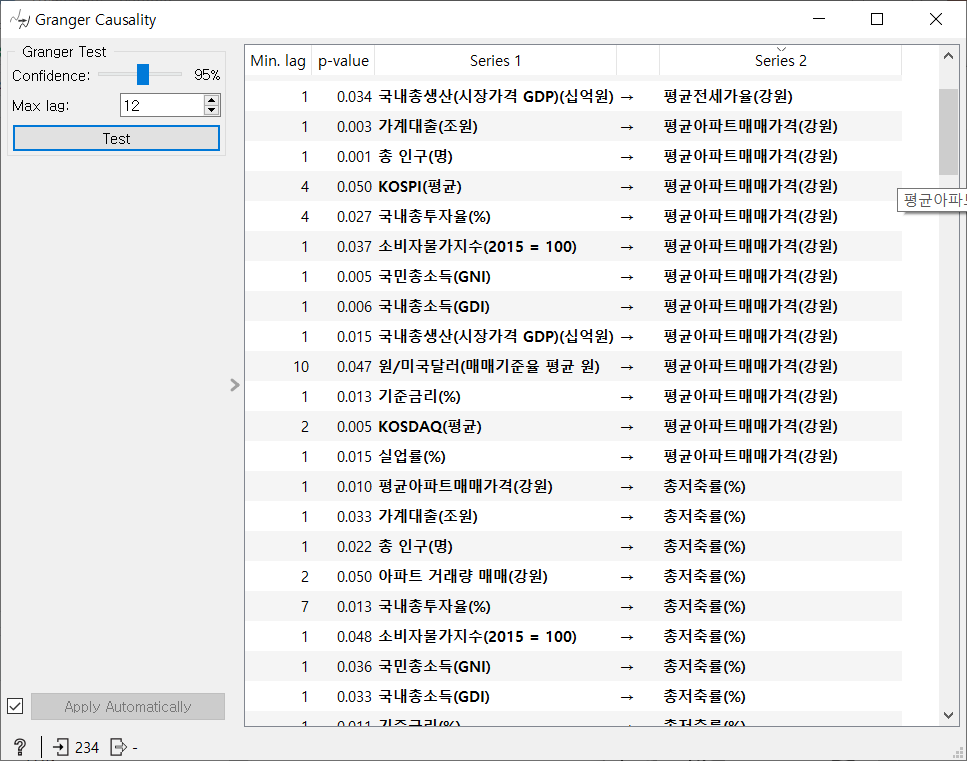 Granger Causality
Granger Test
Confidence: 95%
Max lag: 12
Test
Min. lag p-value Series 1 Series 2
1 0.034 국내총생산(시장가격 GDP)(십억원) → 평균전세가율(강원)
1 0.003 가계대출(조원) → 평균아파트매매가격(강원)
1 0.001 총 인구(명) → 평균아파트매매가격(강원)
4 0.050 KOSPI(평균) → 평균아파트매매가격(강원)
4 0.027 국내총투자율(%) → 평균아파트매매가격(강원)
1 0.037 소비자물가지수(2015 = 100) → 평균아파트매매가격(강원)
1 0.005 국민총소득(GNI) → 평균아파트매매가격(강원)
1 0.006 국내총소득(GDI) → 평균아파트매매가격(강원)
1 0.015 국내총생산(시장가격 GDP)(십억원) → 평균아파트매매가격(강원)
10 0.047 원/미국달러(매매기준율 평균 원) → 평균아파트매매가격(강원)
1 0.013 기준금리(%) → 평균아파트매매가격(강원)
2 0.005 KOSDAQ(평균) → 평균아파트매매가격(강원)
1 0.015 실업률(%) → 평균아파트매매가격(강원)
1 0.010 평균아파트매매가격(강원) → 총저축률(%)
1 0.033 가계대출(조원) → 총저축률(%)
1 0.022 총 인구(명) → 총저축률(%)
2 0.050 아파트 거래량 매매(강원) → 총저축률(%)
7 0.013 국내총투자율(%) → 총저축률(%)
1 0.048 소비자물가지수(2015 = 100) → 총저축률(%)
1 0.036 국민총소득(GNI) → 총저축률(%)
1 0.033 국내총소득(GDI) → 총저축률(%)
1 0.011 기준금리(%) → 총저축률(%)
평균아파
Apply Automatically
? 234 -